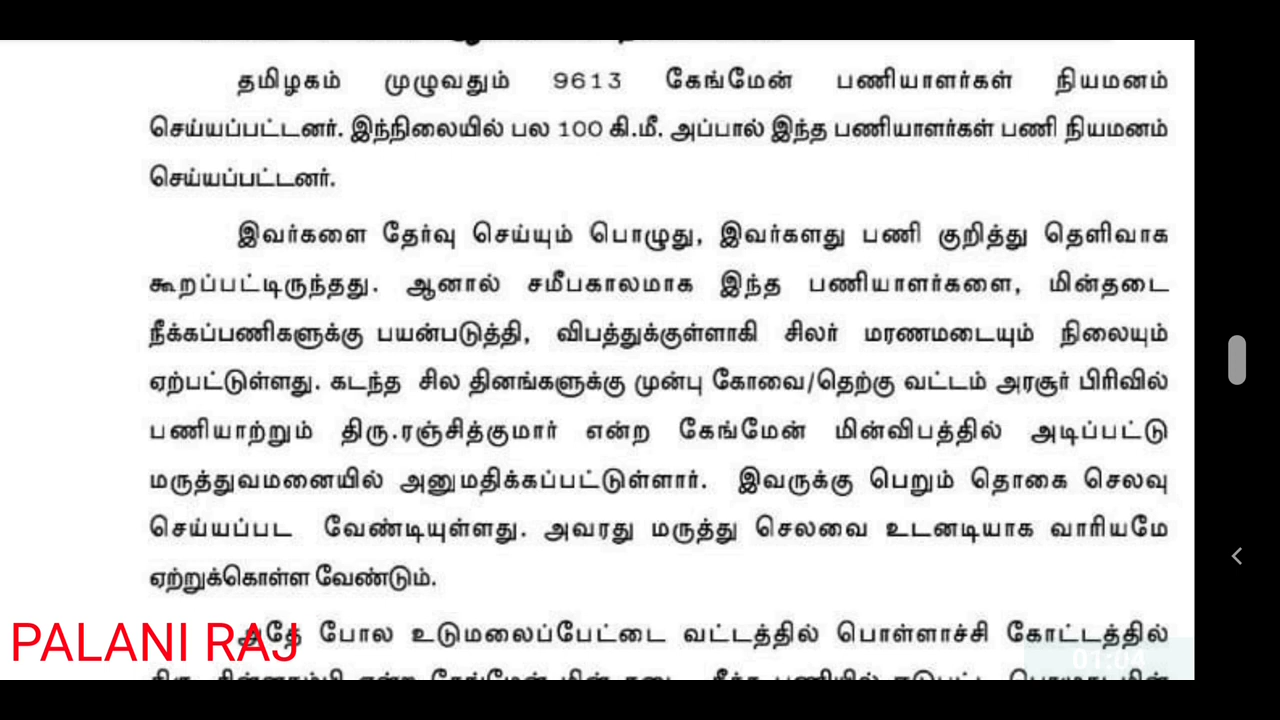 தமிழகம் முழுவதும் 9613 கேங்மேன் பணியாளர்கள் நியமனம்
செய்யப்பட்டனர். இந்நிலையில் பல 100 கி.மீ. அப்பால் இந்த பணியாளர்கள் பணி நியமனம்
செய்யப்பட்டனர்.
இவர்களை தேர்வு செய்யும் பொழுது, இவர்களது பணி குறித்து தெளிவாக
கூறப்பட்டிருந்தது. ஆனால் சமீபகாலமாக இந்த பணியாளர்களை, மின்தடை
நீக்கப்பணிகளுக்கு பயன்படுத்தி, விபத்துக்குள்ளாகி சிலர் மரணமடையும் நிலையும்
ஏற்பட்டுள்ளது. கடந்த சில தினங்களுக்கு முன்பு கோவை/தெற்கு வட்டம் அரசூர் பிரிவில்
பணியாற்றும் திரு.ரஞ்சித்குமார் என்ற கேங்மேன் மின்விபத்தில் அடிப்பட்டு
மருத்துவமனையில் அனுமதிக்கப்பட்டுள்ளார். இவருக்கு பெறும் தொகை செலவு
செய்யப்பட வேண்டியுள்ளது. அவரது மருத்து செலவை உடனடியாக வாரியமே
ஏற்றுக்கொள்ள வேண்டும்.
அதே போல உடுமலைப்பேட்டை வட்டத்தில் பொள்ளாச்சி கோட்டத்தில்
PALANI RAJ